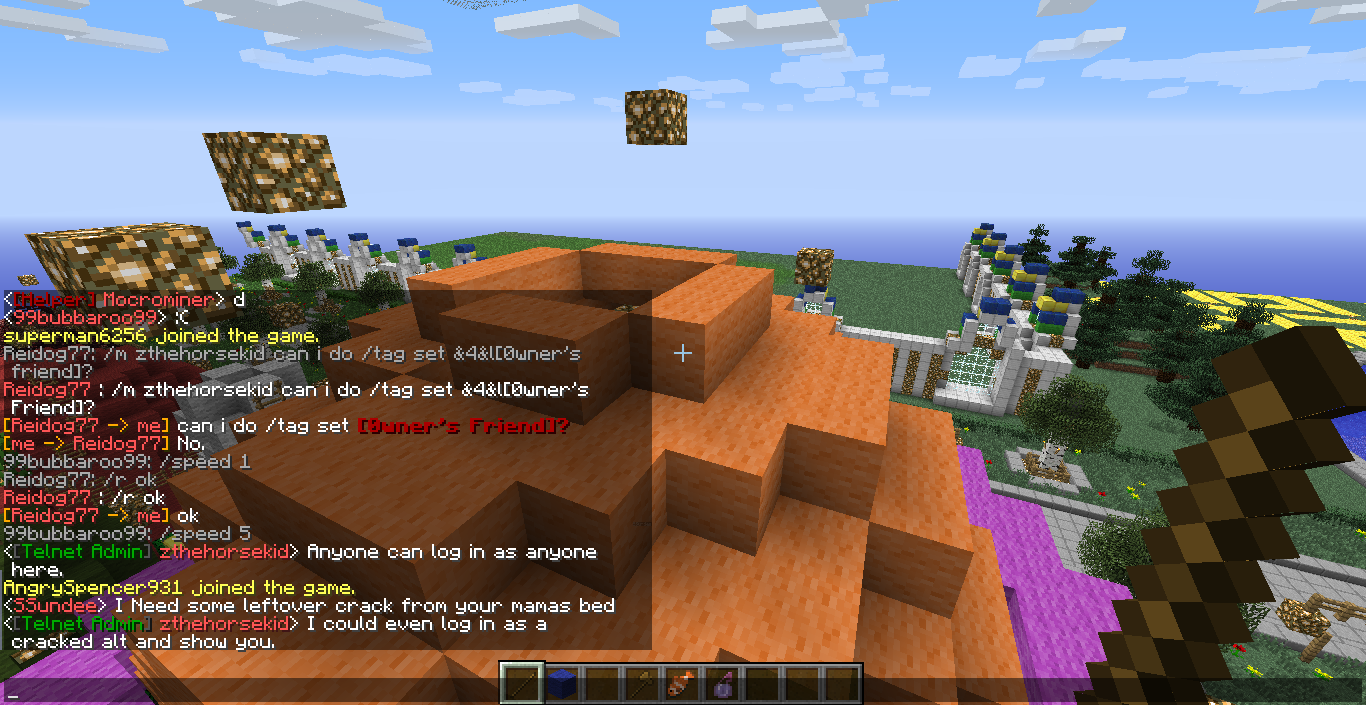 <[Helper] Mocrominer> d
<99bubbaroo99> :C
superman6256 joined the game.
Reidog77: /m zthehorsekid can i do /tag set &4&l[0wner's
friend]?
Reidog77 : /m zthehorsekid can i do /tag set &4&l[0wner's
Friend]?
[Reidog77 -> me] can i do /tag set [0wner's Friend]?
[me -> Reidog77] No.
99bubbaroo99: /speed 1
Reidog77: /r ok
Reidog77 : /r ok
[Reidog77 -> me] ok
99bubbaroo99: /speed 5
<[Telnet Admin] zthehorsekid> Anyone can log in as anyone
here.
AngrySpencer931 joined the game.
<SSundee> I Need some leftover crack from your mamas bed
<[Telnet Admin] zthehorsekid> I could even log in as a
cracked alt and show you.
_